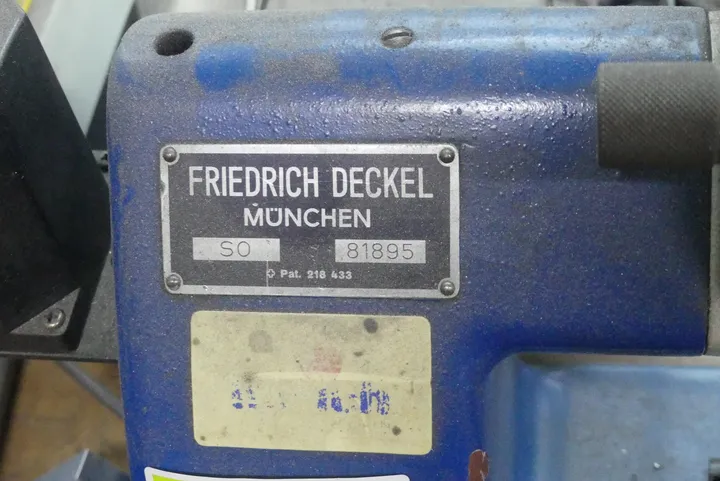 FRIEDRICH DECKEL
MÜNCHEN
SO 81895
✚ Pat. 218 433